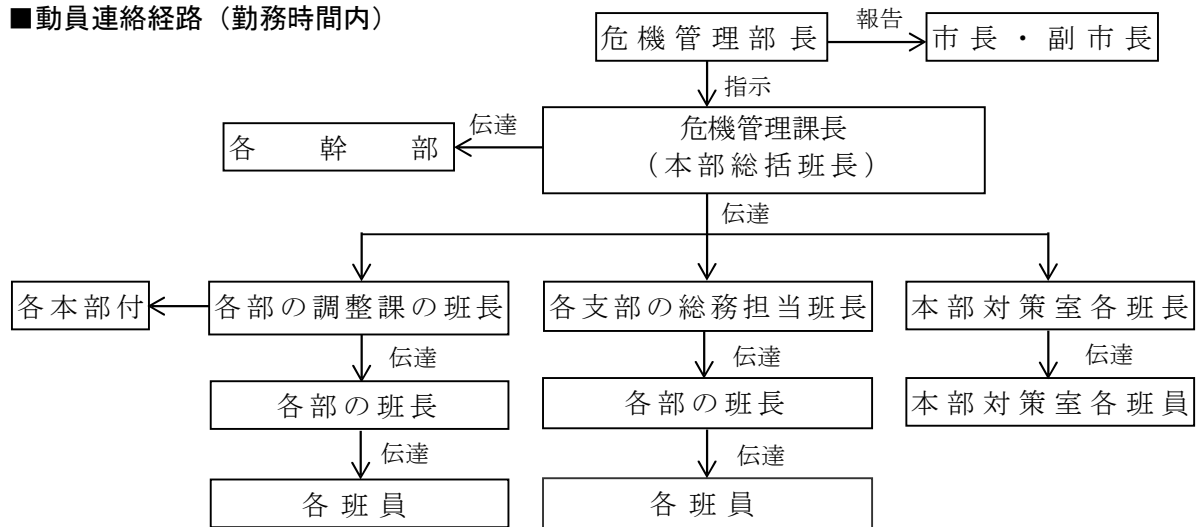 ■動員連絡経路（勤務時間内）
危機管理部長
報告
市長・副市長
指示
各幹部
伝達
危機管理課長
（本部総括班長）
伝達
各本部付
各部の調整課の班長
各支部の総務担当班長
本部対策室各班長
伝達
伝達
伝達
各部の班長
各部の班長
本部対策室各班員
伝達
伝達
各班員
各班員